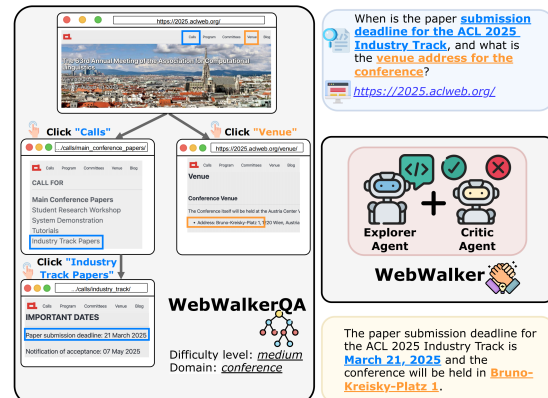 https://2025.aclweb.org/
Calls Program Committees Venue Blog
The 63rd Annual Meeting of the Association for Computational
Linguistics
Click "Calls"
Click "Venue"
.../calls/main_conference_papers/
Calls Program Committees Venue Blog
CALL FOR
Main Conference Papers
Student Research Workshop
System Demonstration
Tutorials
Industry Track Papers
https://2025.aclweb.org/venue/
Calls Program Committees Venue Blog
Venue
Conference Venue
The Conference itself will be held at the Austria Center V
Address: Bruno-Kreisky-Platz 1, 1220 Wien, Austria
Click "Industry
Track Papers"
.../calls/industry_track/
Calls Program Committees Venue Blog
IMPORTANT DATES
Paper submission deadline: 21 March 2025
Notification of acceptance: 07 May 2025
WebWalkerQA
Difficulty level: medium
Domain: conference
When is the paper submission
deadline for the ACL 2025
Industry Track, and what is
the venue address for the
conference?
https://2025.aclweb.org/
Explorer
Agent
Critic
Agent
WebWalker
The paper submission deadline for
the ACL 2025 Industry Track is
March 21, 2025 and the
conference will be held in Bruno-
Kreisky-Platz 1.